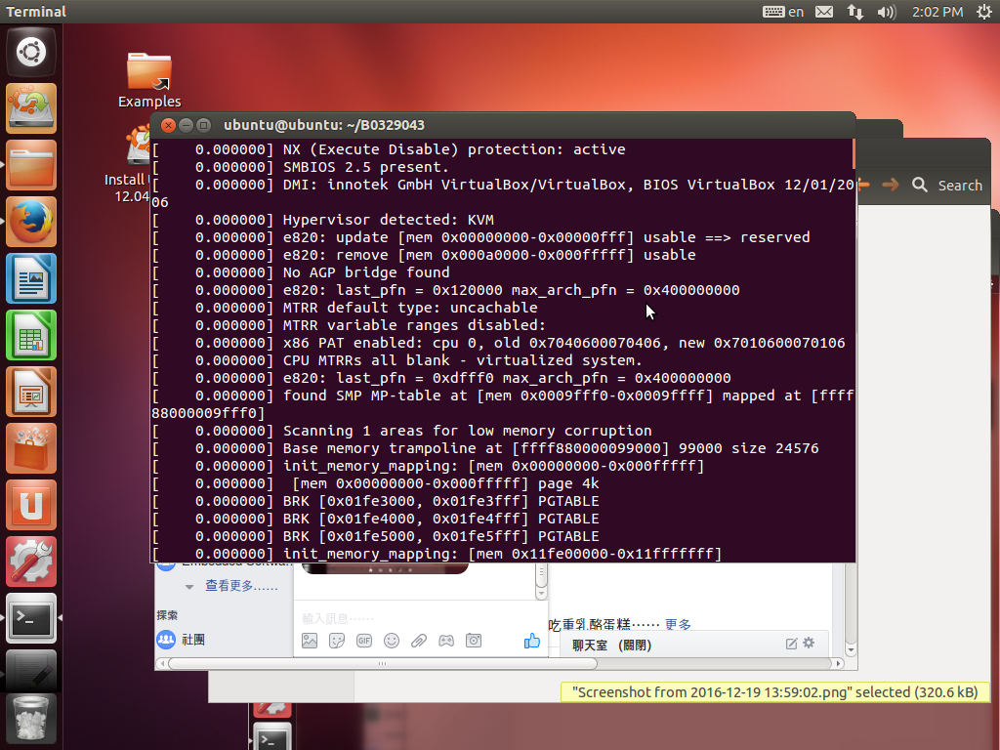 Terminal
en
2:02 PM
Examples
Install
12.04
ubuntu@ubuntu: ~/B0329043
Search
[    0.000000] NX (Execute Disable) protection: active
[    0.000000] SMBIOS 2.5 present.
[    0.000000] DMI: innotek GmbH VirtualBox/VirtualBox, BIOS VirtualBox 12/01/20
06
[    0.000000] Hypervisor detected: KVM
[    0.000000] e820: update [mem 0x00000000-0x00000fff] usable ==> reserved
[    0.000000] e820: remove [mem 0x000a0000-0x000fffff] usable
[    0.000000] No AGP bridge found
[    0.000000] e820: last_pfn = 0x120000 max_arch_pfn = 0x400000000
[    0.000000] MTRR default type: uncachable
[    0.000000] MTRR variable ranges disabled:
[    0.000000] x86 PAT enabled: cpu 0, old 0x7040600070406, new 0x7010600070106
[    0.000000] CPU MTRRs all blank - virtualized system.
[    0.000000] e820: last_pfn = 0xdfff0 max_arch_pfn = 0x400000000
[    0.000000] found SMP MP-table at [mem 0x0009fff0-0x0009ffff] mapped at [ffff
88000009fff0]
[    0.000000] Scanning 1 areas for low memory corruption
[    0.000000] Base memory trampoline at [ffff880000099000] 99000 size 24576
[    0.000000] init_memory_mapping: [mem 0x00000000-0x000fffff]
[    0.000000]  [mem 0x00000000-0x000fffff] page 4k
[    0.000000] BRK [0x01fe3000, 0x01fe3fff] PGTABLE
[    0.000000] BRK [0x01fe4000, 0x01fe4fff] PGTABLE
[    0.000000] BRK [0x01fe5000, 0x01fe5fff] PGTABLE
[    0.000000] init_memory_mapping: [mem 0x11fe00000-0x11fffffff]
查看更多……
輸入訊息……
探索
吃重乳酪蛋糕…… 更多
社團
GIF
聊天室 (關閉)
"Screenshot from 2016-12-19 13:59:02.png" selected (320.6 kB)